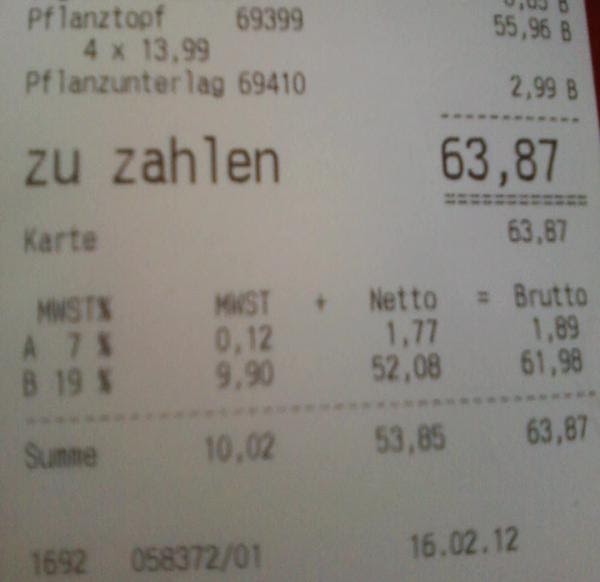 Pflanztopf 69399 55,96 B
4 x 13,99
Pflanzunterlag 69410 2,99 B
zu zahlen 63,87
Karte 63,87
MWST% MWST + Netto = Brutto
A 7 % 0,12 1,77 1,89
B 19 % 9,90 52,08 61,98
Summe 10,02 53,85 63,87
1692 058372/01 16.02.12